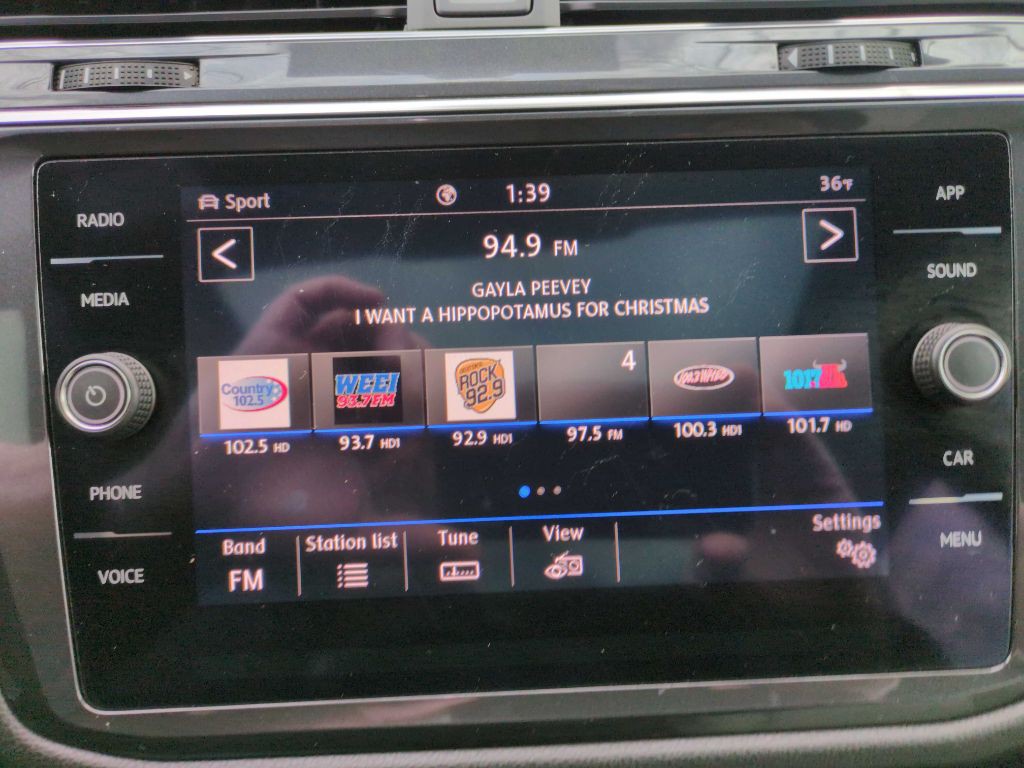 RADIO
MEDIA
PHONE
VOICE
Sport
1:39
36°F
<
94.9 FM
>
GAYLA PEEVEY
I WANT A HIPPOPOTAMUS FOR CHRISTMAS
Country 102.5
WEEI 93.7FM
ROCK 92.9
4
100.3 WHEB
101.7
102.5 HD
93.7 HD1
92.9 HD1
97.5 FM
100.3 HD1
101.7 HD
Band
FM
Station list
Tune
View
Settings
APP
SOUND
CAR
MENU